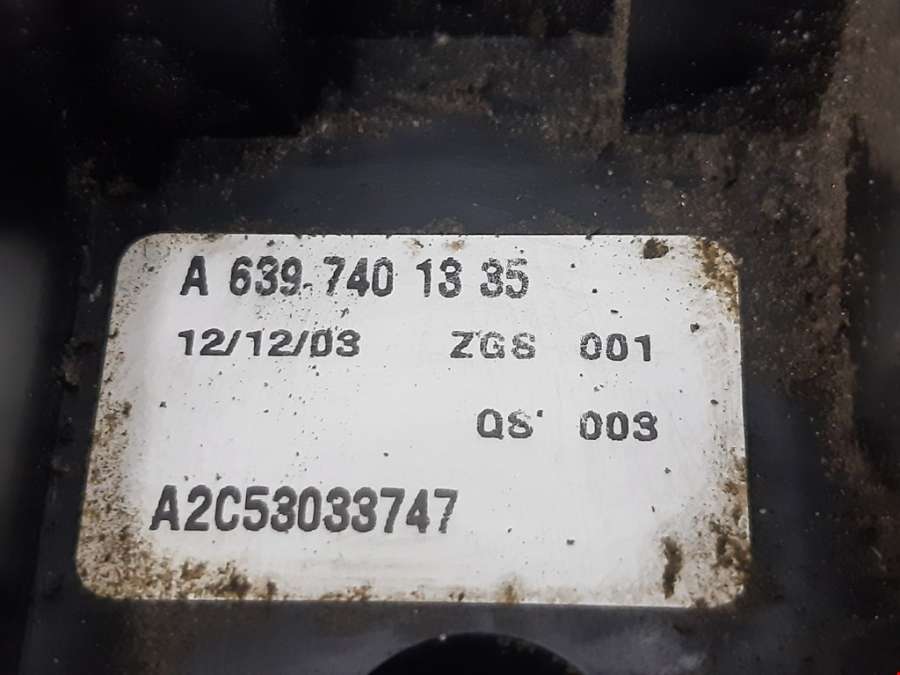 A 639 740 13 35
12/12/03 ZGS 001
QS 003
A2C53033747